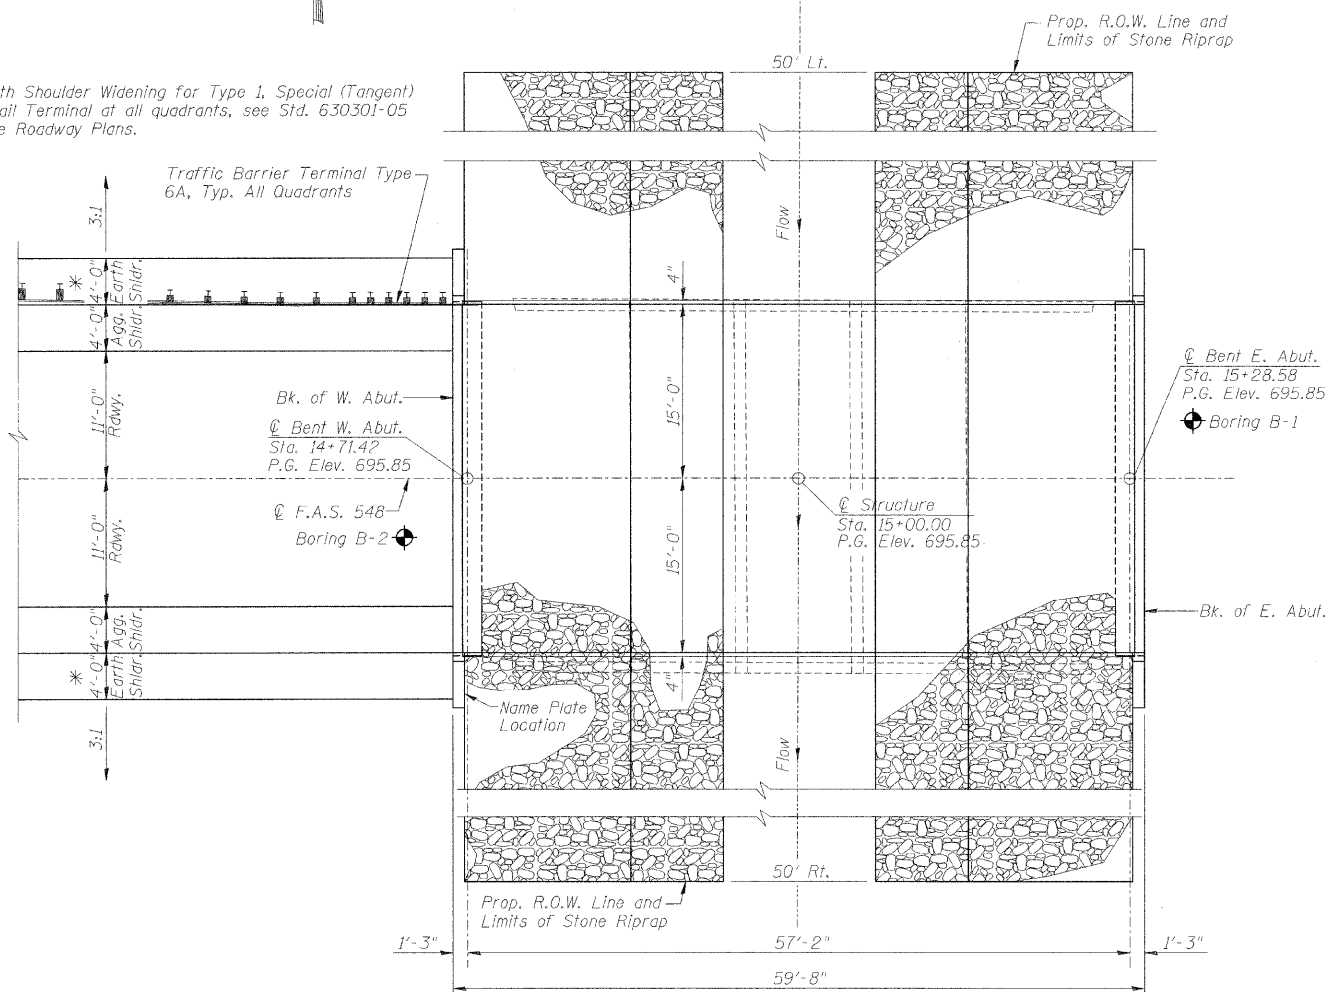 Prop. R.O.W. Line and
Limits of Stone Riprap
50' Lt.
th Shoulder Widening for Type 1, Special (Tangent)
ail Terminal at all quadrants, see Std. 630301-05
e Roadway Plans.
Traffic Barrier Terminal Type
6A, Typ. All Quadrants
3:1
Flow
4'-0"
Earth
Shldr.
*
4"
4'-0"
Agg.
Shldr.
11'-0"
Rdwy.
15'-0"
Bk. of W. Abut.
℄ Bent W. Abut.
Sta. 14+71.42
P.G. Elev. 695.85
℄ Bent E. Abut.
Sta. 15+28.58
P.G. Elev. 695.85
Boring B-1
℄ F.A.S. 548
Boring B-2
℄ Structure
Sta. 15+00.00
P.G. Elev. 695.85
11'-0"
Rdwy.
15'-0"
Bk. of E. Abut.
4'-0"
Agg.
Shldr.
4'-0"
Earth
Shldr.
*
4"
Name Plate
Location
3:1
Flow
50' Rt.
Prop. R.O.W. Line and
Limits of Stone Riprap
1'-3"
57'-2"
1'-3"
59'-8"